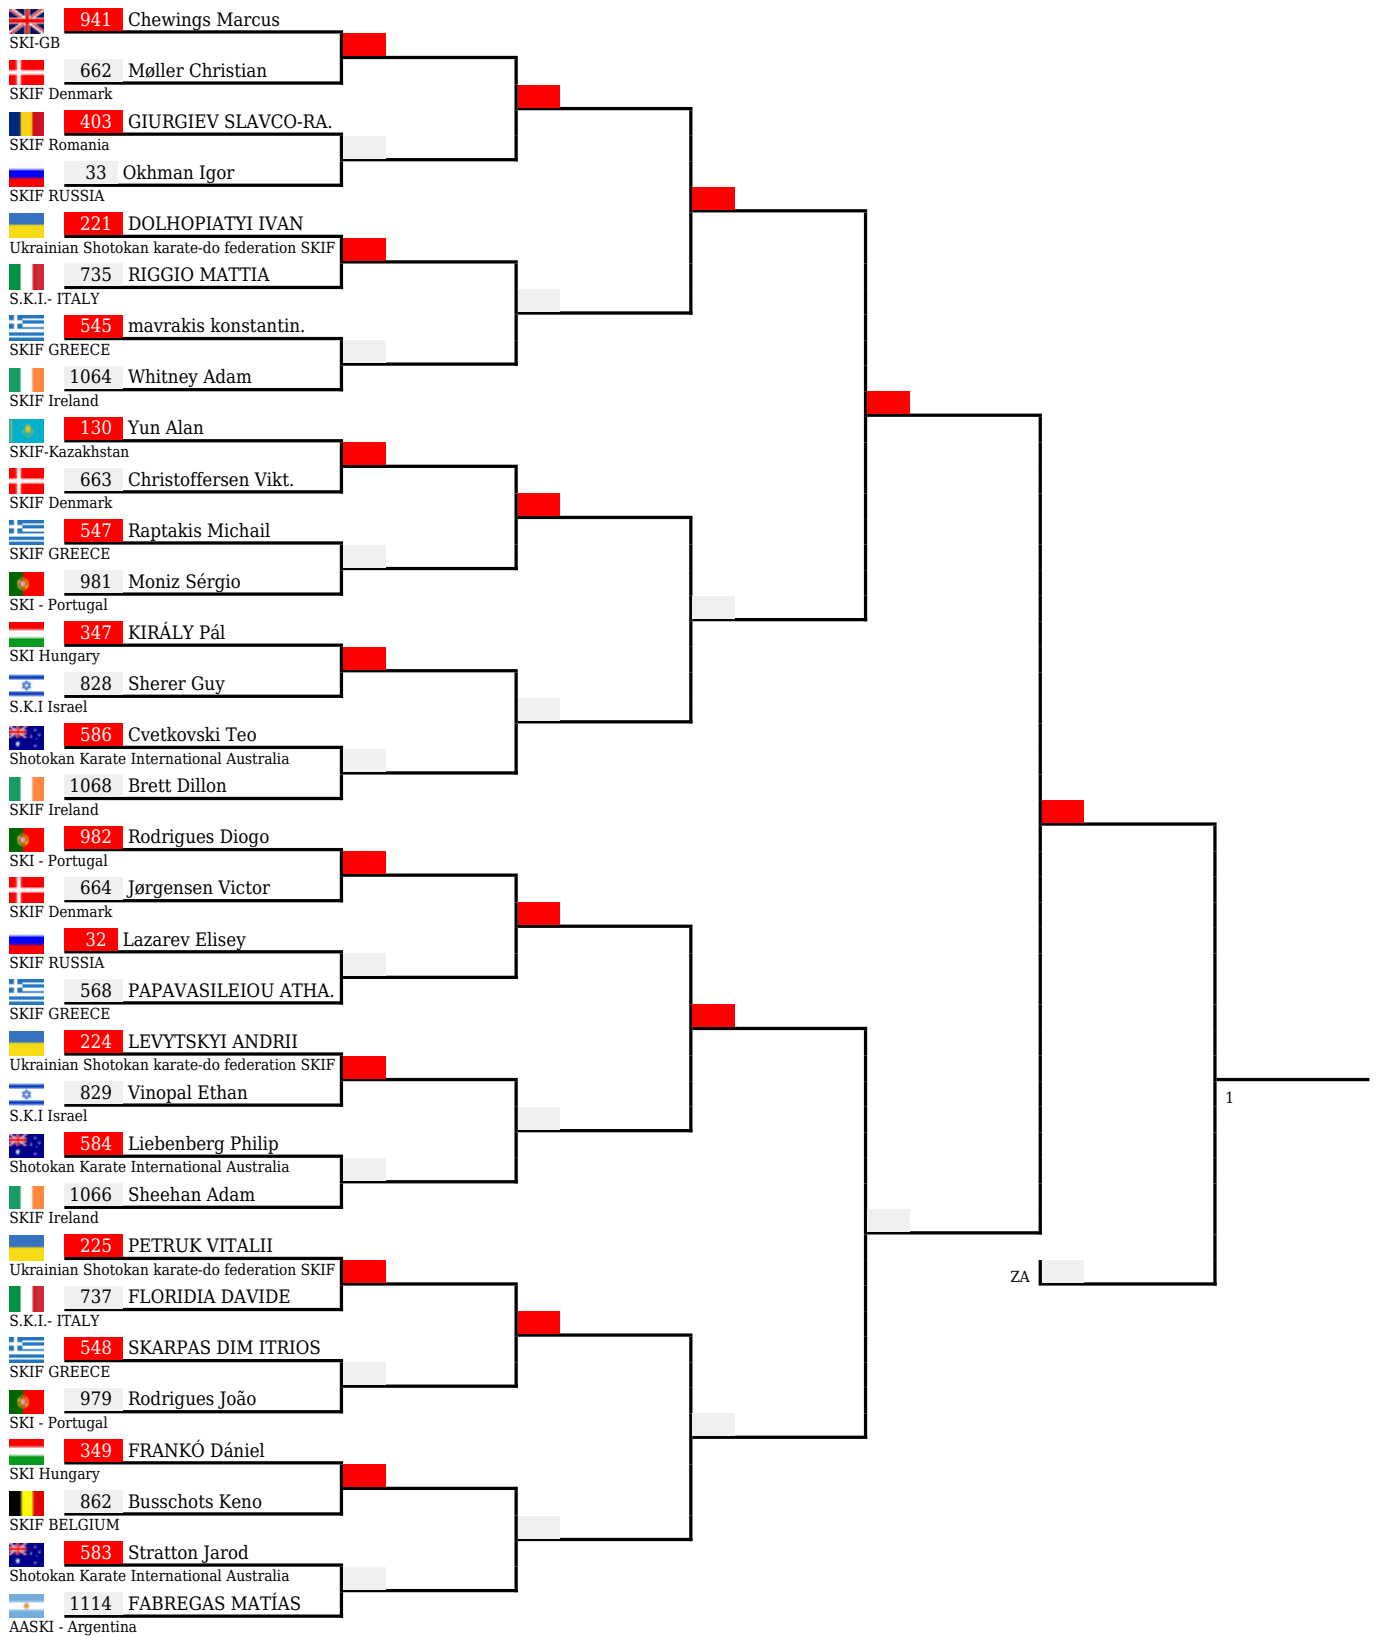 941 Chewings Marcus
SKI-GB
662 Møller Christian
SKIF Denmark
403 GIURGIEV SLAVCO-RA.
SKIF Romania
33 Okhman Igor
SKIF RUSSIA
221 DOLHOPIATYI IVAN
Ukrainian Shotokan karate-do federation SKIF
735 RIGGIO MATTIA
S.K.I.- ITALY
545 mavrakis konstantin.
SKIF GREECE
1064 Whitney Adam
SKIF Ireland
130 Yun Alan
SKIF-Kazakhstan
663 Christoffersen Vikt.
SKIF Denmark
547 Raptakis Michail
SKIF GREECE
981 Moniz Sérgio
SKI - Portugal
347 KIRÁLY Pál
SKI Hungary
828 Sherer Guy
S.K.I Israel
586 Cvetkovski Teo
Shotokan Karate International Australia
1068 Brett Dillon
SKIF Ireland
982 Rodrigues Diogo
SKI - Portugal
664 Jørgensen Victor
SKIF Denmark
32 Lazarev Elisey
SKIF RUSSIA
568 PAPAVASILEIOU ATHA.
SKIF GREECE
224 LEVYTSKYI ANDRII
Ukrainian Shotokan karate-do federation SKIF
829 Vinopal Ethan
1
S.K.I Israel
584 Liebenberg Philip
Shotokan Karate International Australia
1066 Sheehan Adam
SKIF Ireland
225 PETRUK VITALII
Ukrainian Shotokan karate-do federation SKIF
ZA
737 FLORIDIA DAVIDE
S.K.I.- ITALY
548 SKARPAS DIM ITRIOS
SKIF GREECE
979 Rodrigues João
SKI - Portugal
349 FRANKÓ Dániel
SKI Hungary
862 Busschots Keno
SKIF BELGIUM
583 Stratton Jarod
Shotokan Karate International Australia
1114 FABREGAS MATÍAS
AASKI - Argentina